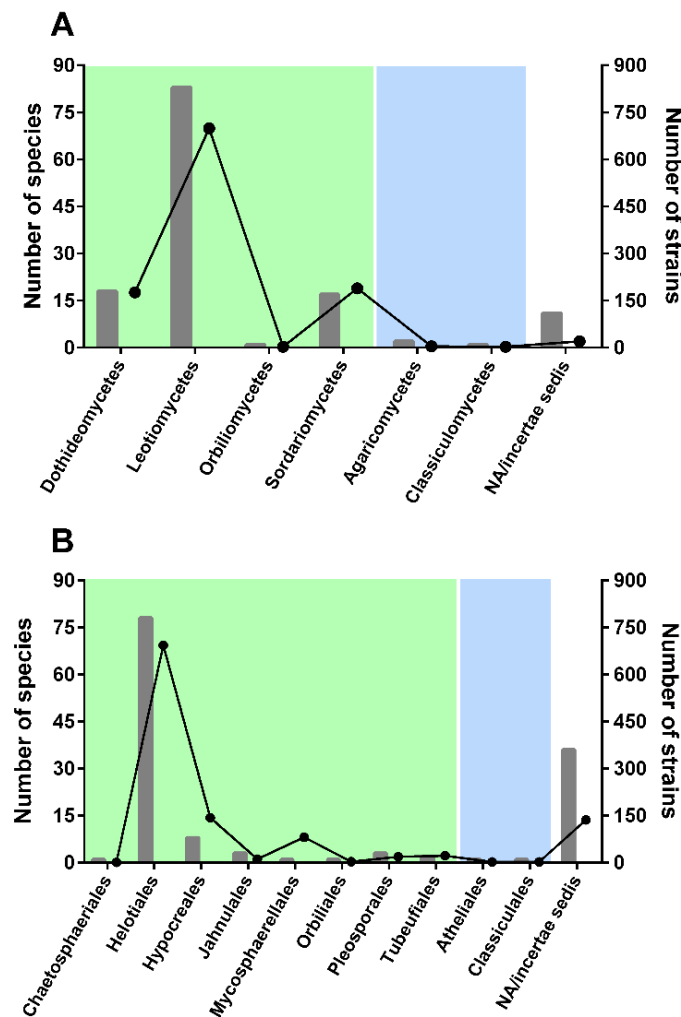 A
Number of species
90
75
60
45
30
15
0
900
750
600
450
300
150
0
Number of strains
Dothideomycetes
Leotiomycetes
Orbiliomycetes
Sordariomycetes
Agaricomycetes
Classiculomycetes
NA/incertae sedis
B
Number of species
90
75
60
45
30
15
0
900
750
600
450
300
150
0
Number of strains
Chaetosphaeriales
Helotiales
Hypocreales
Jahnulales
Mycosphaerellales
Orbiliales
Pleosporales
Tubeufiales
Atheliales
Classiculales
NA/incertae sedis